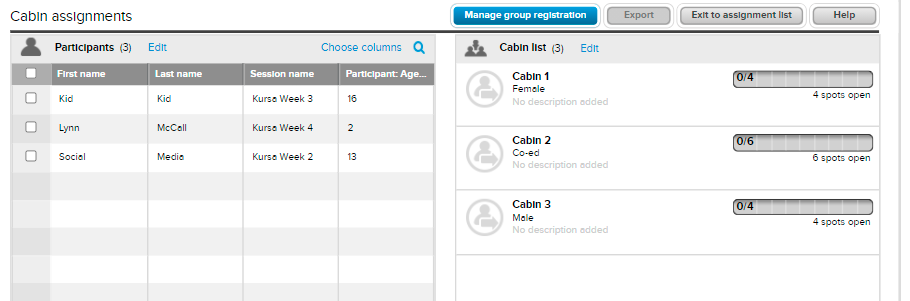 Cabin assignments
Manage group registration
Export
Exit to assignment list
Help
Participants (3) Edit Choose columns
First name Last name Session name Participant: Age...
Kid Kid Kursa Week 3 16
Lynn McCall Kursa Week 4 2
Social Media Kursa Week 2 13
Cabin list (3) Edit
Cabin 1 0/4
Female
4 spots open
No description added
Cabin 2 0/6
Co-ed
6 spots open
No description added
Cabin 3 0/4
Male
4 spots open
No description added